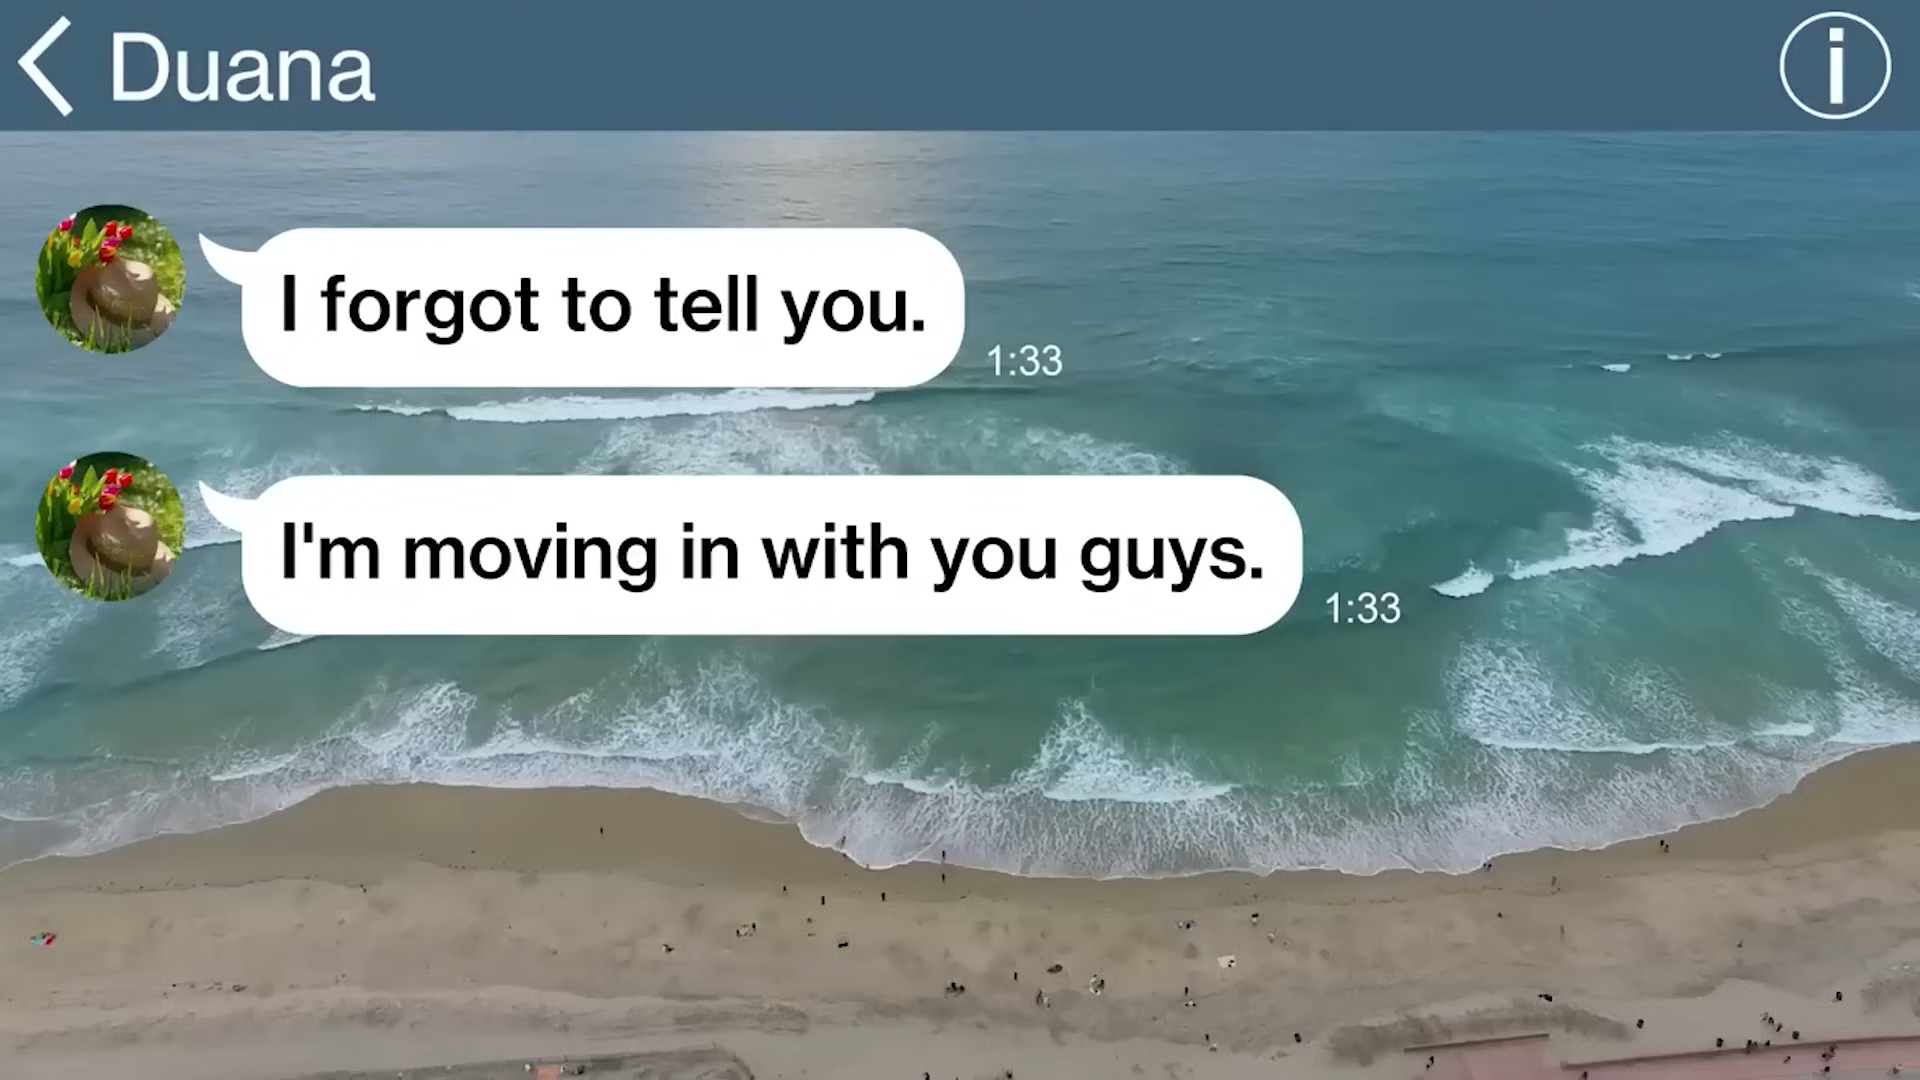 Duana
I forgot to tell you.
1:33
I'm moving in with you guys.
1:33